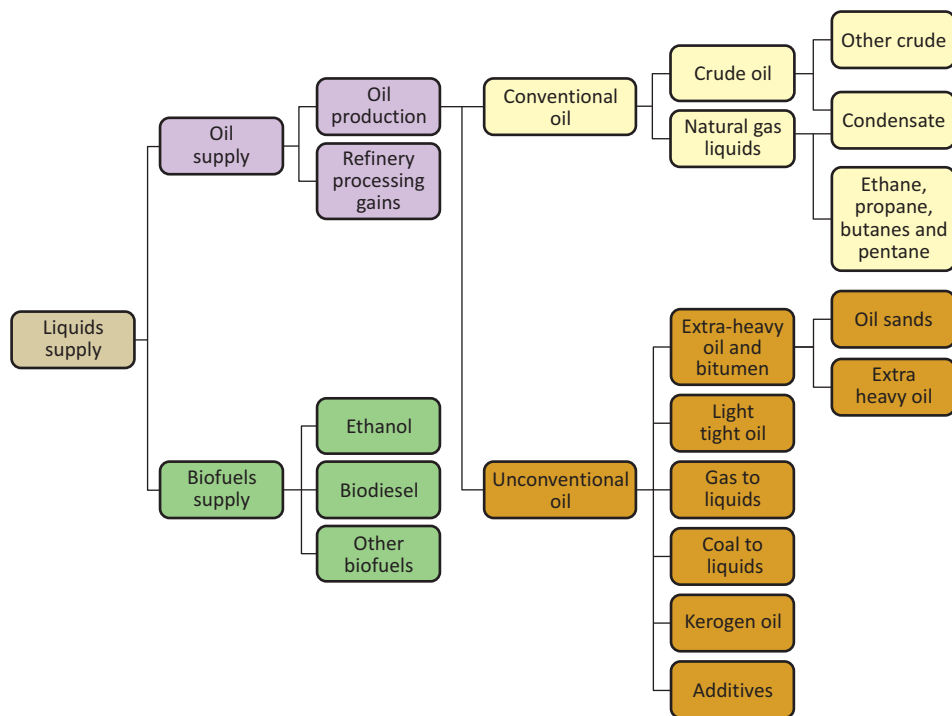 Liquids
supply
Oil
supply
Biofuels
supply
Oil
production
Refinery
processing
gains
Ethanol
Biodiesel
Other
biofuels
Conventional
oil
Unconventional
oil
Crude oil
Natural gas
liquids
Other crude
Condensate
Ethane,
propane,
butanes and
pentane
Extra-heavy
oil and
bitumen
Light
tight oil
Gas to
liquids
Coal to
liquids
Kerogen oil
Additives
Oil sands
Extra
heavy oil